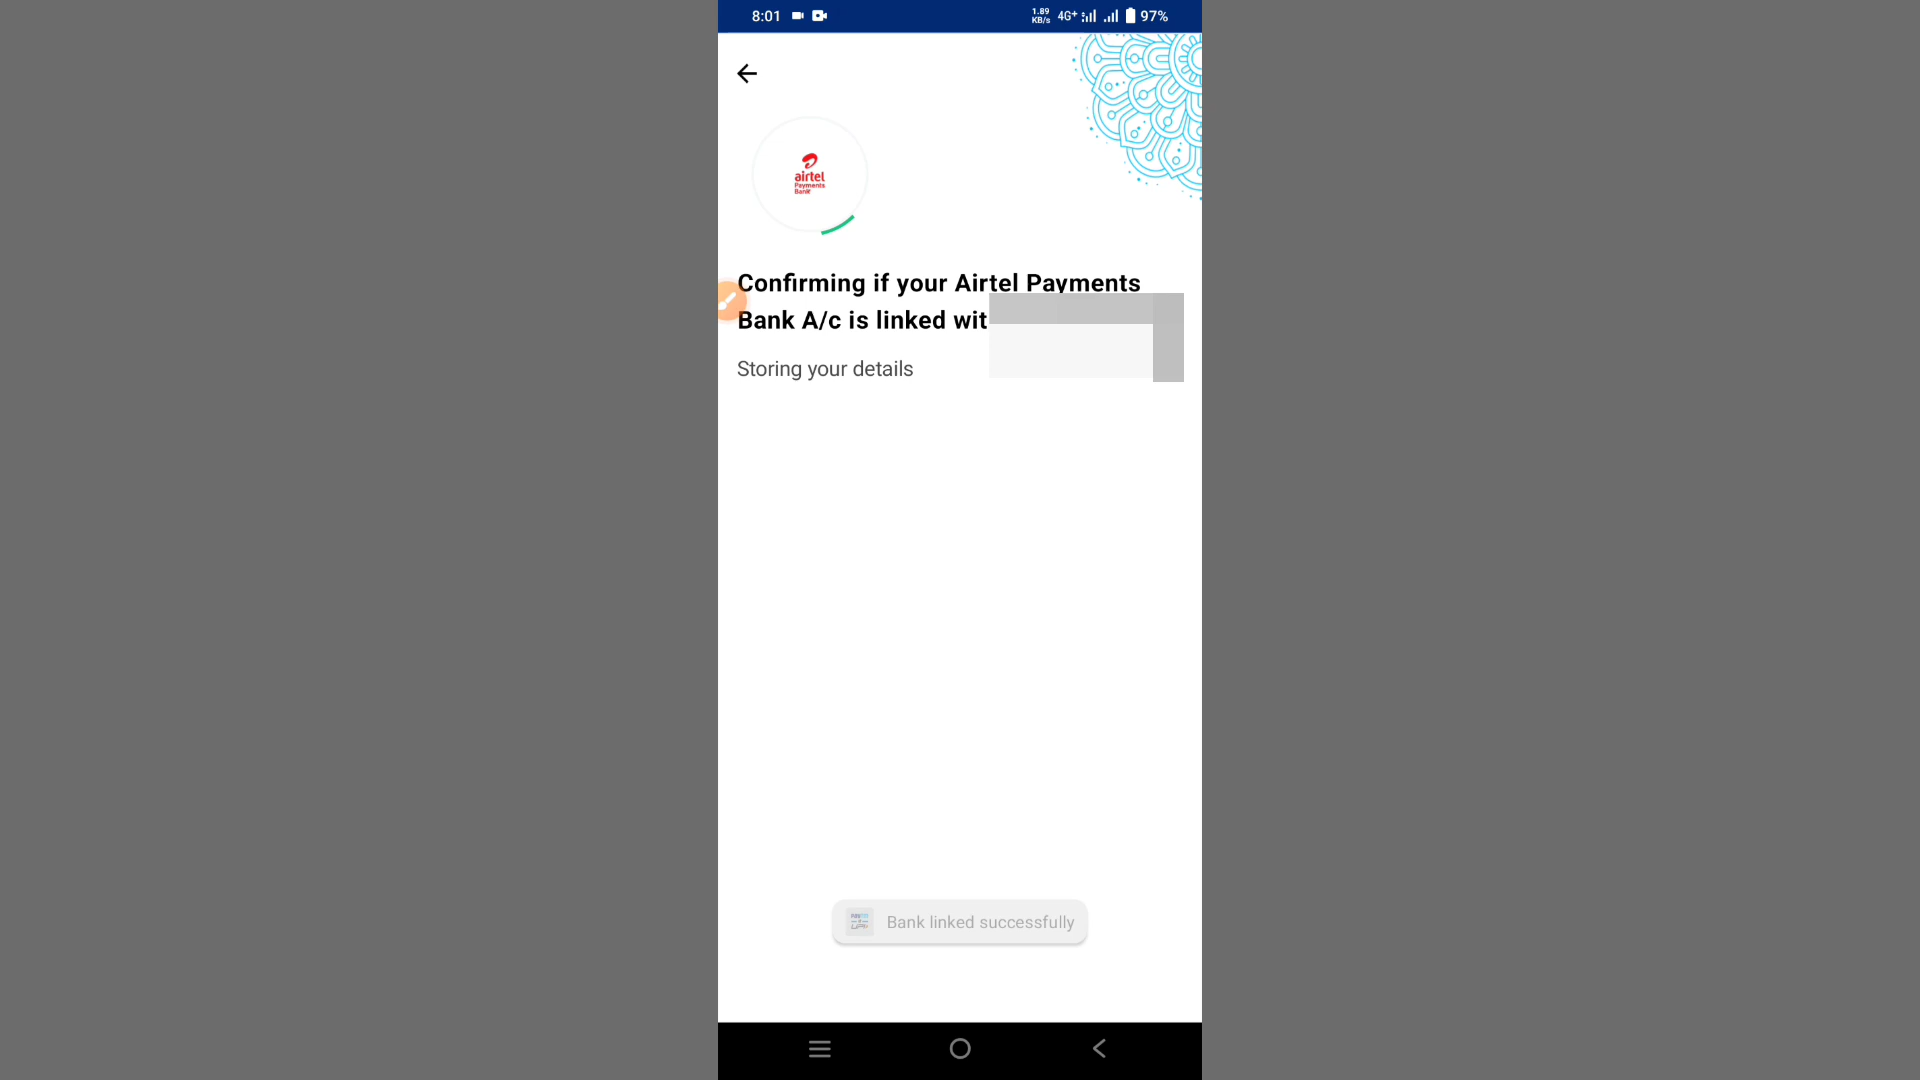 8:01
1.89
KB/s
4G+
97%
airtel
Payments
Bank
Confirming if your Airtel Payments
Bank A/c is linked wit
Storing your details
Bank linked successfully